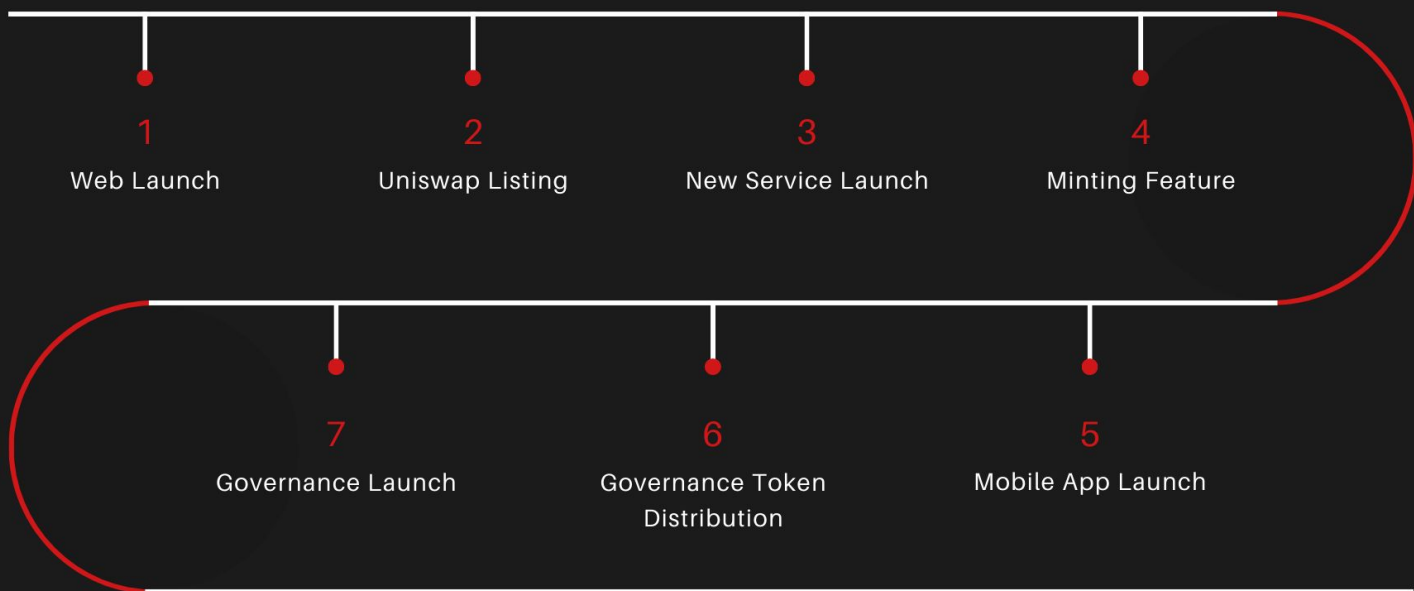 1
Web Launch
2
Uniswap Listing
3
New Service Launch
4
Minting Feature
7
Governance Launch
6
Governance Token
Distribution
5
Mobile App Launch